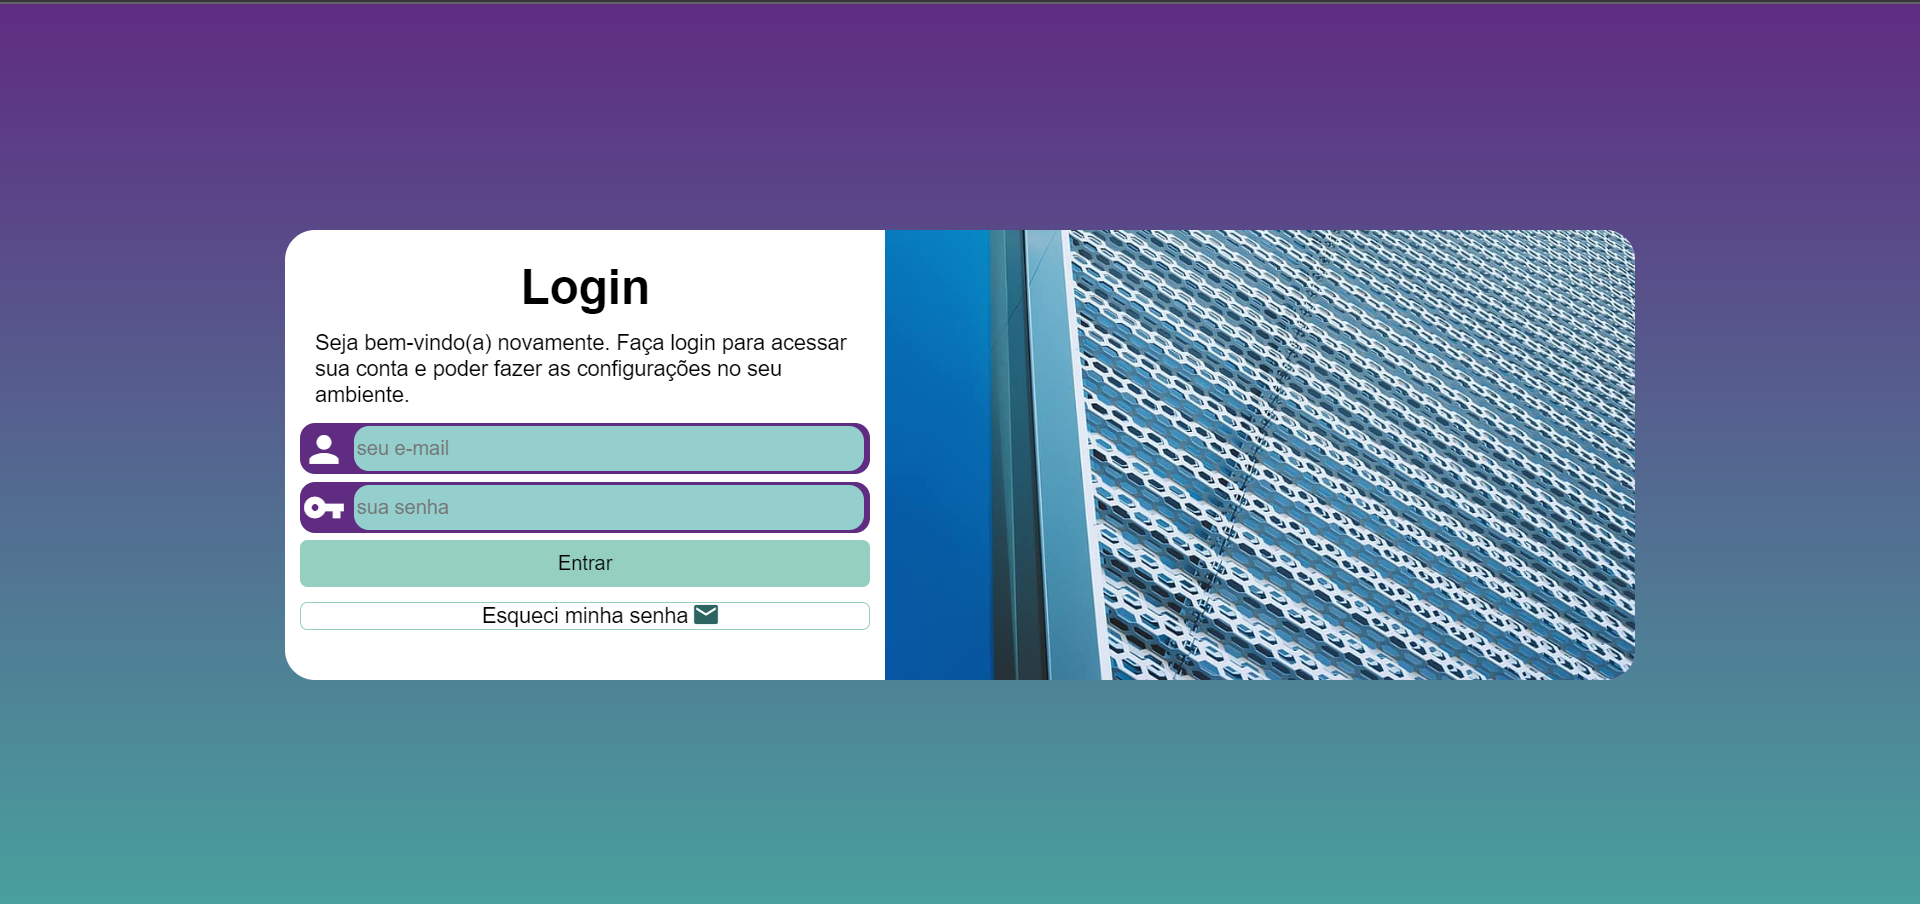 Login
Seja bem-vindo(a) novamente. Faça login para acessar
sua conta e poder fazer as configurações no seu
ambiente.
seu e-mail
sua senha
Entrar
Esqueci minha senha